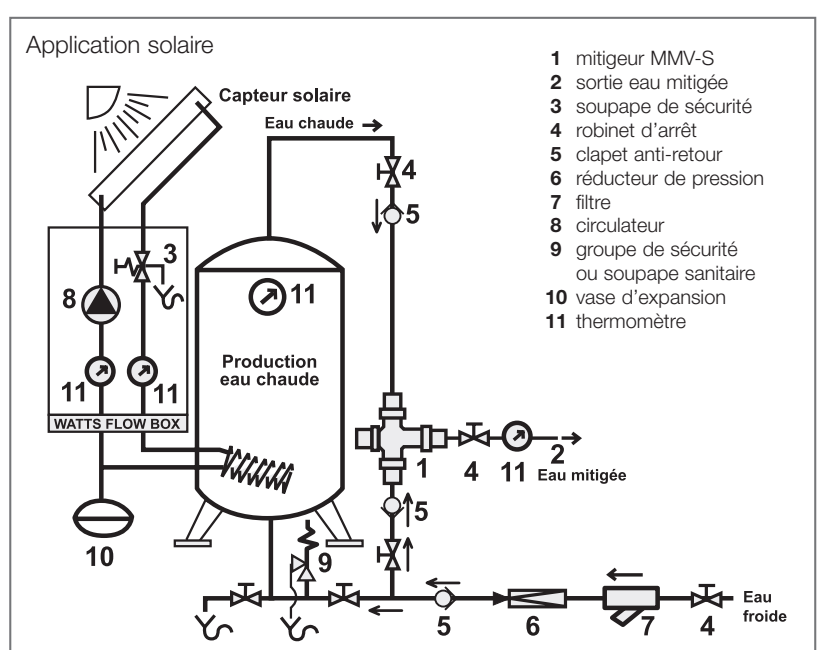 Application solaire
1 mitigeur MMV-S
2 sortie eau mitigée
3 soupape de sécurité
4 robinet d'arrêt
5 clapet anti-retour
6 réducteur de pression
7 filtre
8 circulateur
9 groupe de sécurité
ou soupape sanitaire
10 vase d'expansion
11 thermomètre
Capteur solaire
Eau chaude
4
5
3
8
11
11
11
Production
eau chaude
WATTS FLOW BOX
1
4
11
2
Eau mitigée
5
10
9
5
6
7
4
Eau
froide